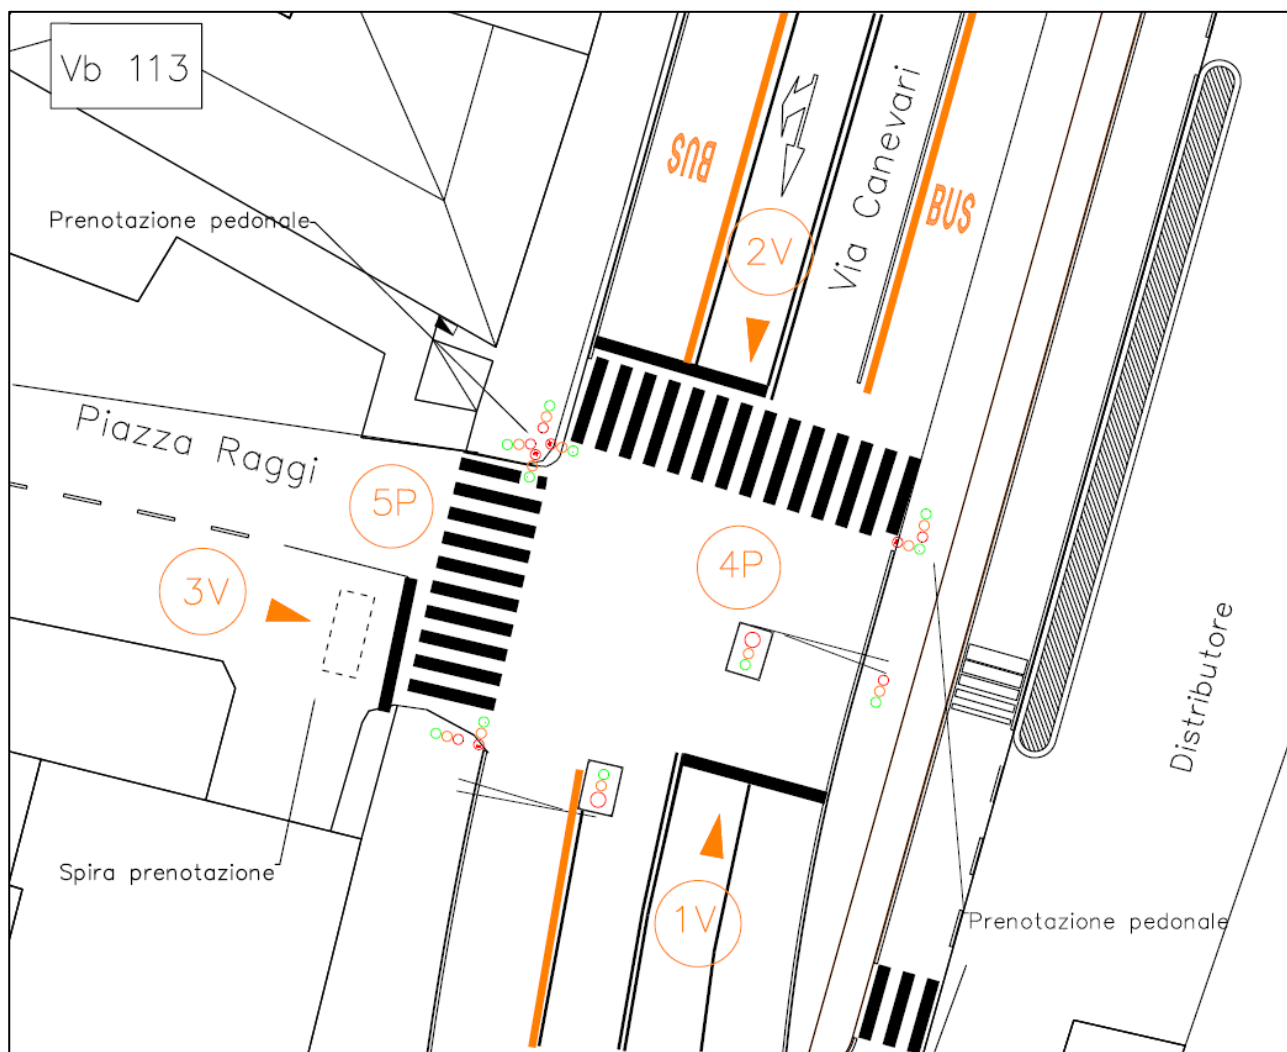 Vb 113
Prenotazione pedonale
BUS
2V
Via Canevari
BUS
Piazza Raggi
5P
3V
4P
Distributore
Spira prenotazione
1V
Prenotazione pedonale